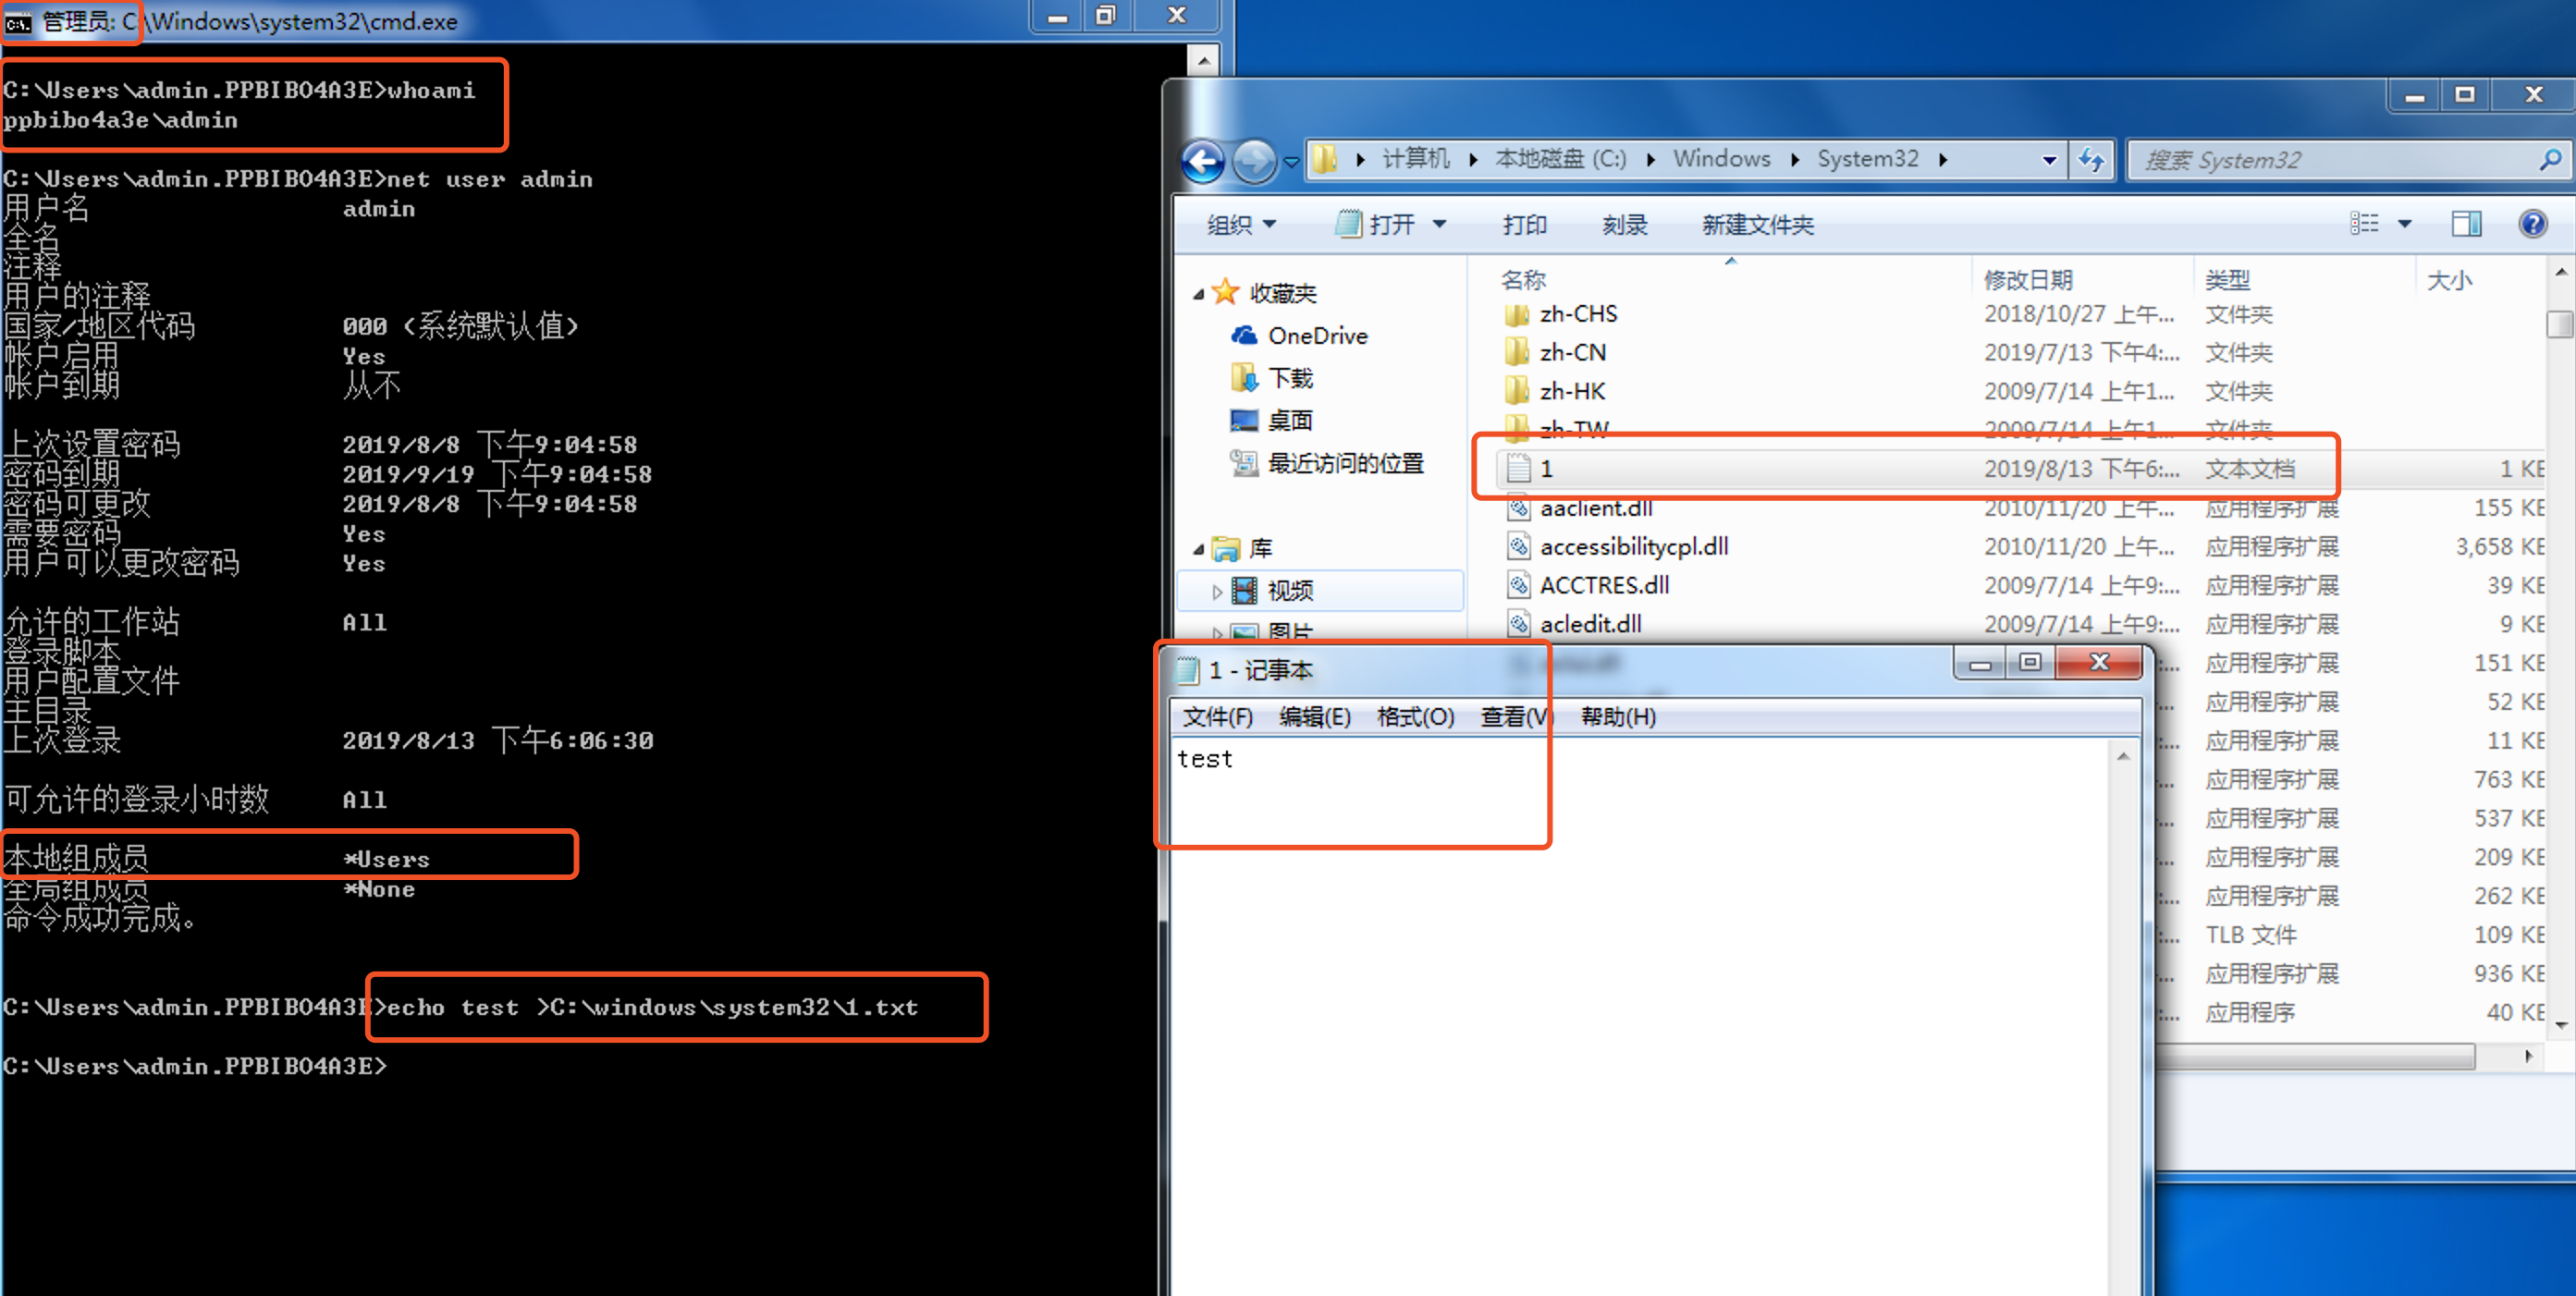 管理员: C:\Windows\system32\cmd.exe
C:\Users\admin.PPBIBO4A3E>whoami
ppbibo4a3e\admin
C:\Users\admin.PPBIBO4A3E>net user admin
用户名 admin
全名
注释
用户的注释
国家/地区代码 000 (系统默认值)
帐户启用 Yes
帐户到期 从不
上次设置密码 2019/8/8 下午9:04:58
密码到期 2019/9/19 下午9:04:58
密码可更改 2019/8/8 下午9:04:58
需要密码 Yes
用户可以更改密码 Yes
允许的工作站 All
登录脚本
用户配置文件
主目录
上次登录 2019/8/13 下午6:06:30
可允许的登录小时数 All
本地组成员 *Users
全局组成员 *None
命令成功完成。
C:\Users\admin.PPBIBO4A3E>echo test >C:\windows\system32\1.txt
C:\Users\admin.PPBIBO4A3E>
计算机 本地磁盘 (C:) Windows System32
搜索 System32
组织 打开 打印 刻录 新建文件夹
收藏夹
OneDrive
下载
桌面
最近访问的位置
库
视频
图片
名称 修改日期 类型 大小
zh-CHS 2018/10/27 上午... 文件夹
zh-CN 2019/7/13 下午4:... 文件夹
zh-HK 2009/7/14 上午1... 文件夹
zh-TW 2009/7/14 上午1... 文件夹
1 2019/8/13 下午6:... 文本文档 1 KB
aaclient.dll 2010/11/20 上午... 应用程序扩展 155 KB
accessibilitycpl.dll 2010/11/20 上午... 应用程序扩展 3,658 KB
ACCTRES.dll 2009/7/14 上午9:... 应用程序扩展 39 KB
acledit.dll 2009/7/14 上午9:... 应用程序扩展 9 KB
应用程序扩展 151 KB
应用程序扩展 52 KB
应用程序扩展 11 KB
应用程序扩展 763 KB
应用程序扩展 537 KB
应用程序扩展 209 KB
应用程序扩展 262 KB
TLB 文件 109 KB
应用程序扩展 936 KB
应用程序 40 KB
1 - 记事本
文件(F) 编辑(E) 格式(O) 查看(V) 帮助(H)
test